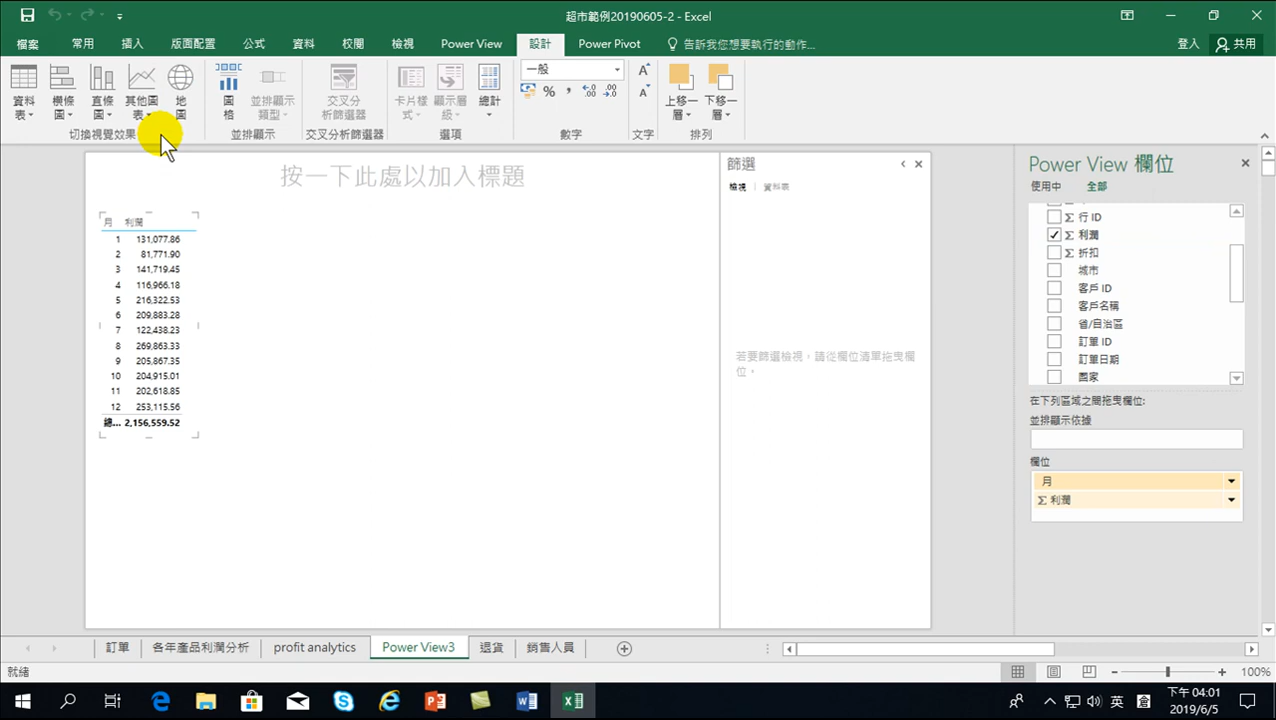 超市範例20190605-2 - Excel
檔案 常用 插入 版面配置 公式 資料 校閱 檢視 Power View 設計 Power Pivot 告訴我您想要執行的動作... 登入 共用
資料表 橫條圖 直條圖 其他圖表 地圖 圖格 並排顯示類型 交叉分析篩選器 卡片樣式 顯示層級 總計 一般 上移一層 下移一層
% , .00 .00 A A
切換視覺效果 並排顯示 交叉分析篩選器 選項 數字 文字 排列
按一下此處以加入標題
月 利潤
1 131,077.86
2 81,771.90
3 141,719.45
4 116,966.18
5 216,322.53
6 209,883.28
7 122,438.23
8 269,863.33
9 205,867.35
10 204,915.01
11 202,618.85
12 253,115.56
總... 2,156,559.52
篩選
檢視 | 資料表
若要篩選檢視，請從欄位清單拖曳欄
位。
Power View 欄位
使用中 全部
Σ 行 ID
Σ 利潤
Σ 折扣
城市
客戶 ID
客戶名稱
省/自治區
訂單 ID
訂單日期
國家
在下列區域之間拖曳欄位:
並排顯示依據
欄位
月
Σ 利潤
訂單 各年產品利潤分析 profit analytics Power View3 退貨 銷售人員
就緒 100%
英 下午 04:01
2019/6/5